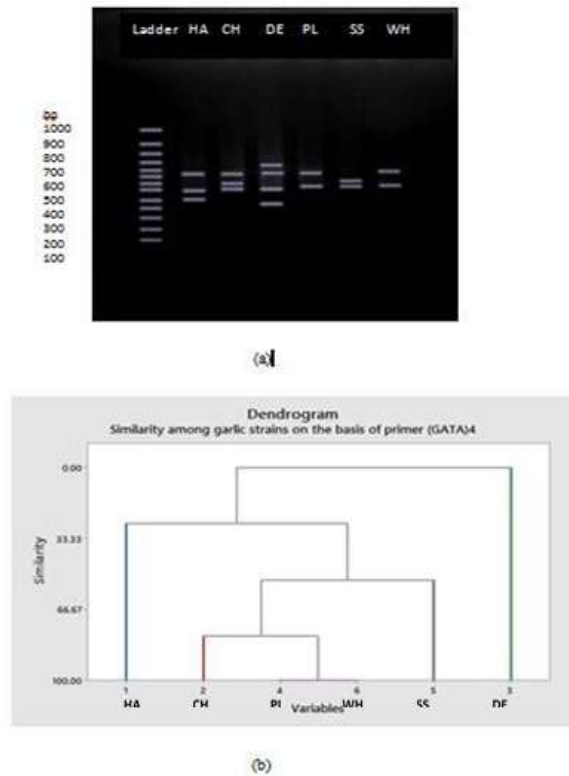 Ladder HA CH DE PL SS WH
bp
1000
900
800
700
600
500
400
300
200
100
(a)
Dendrogram
Similarity among garlic strains on the basis of primer (GATA)4
Similarity
0.00
33.33
66.67
100.00
1 2 4 6 5 3
HA CH PL WH SS DE
Variables
(b)